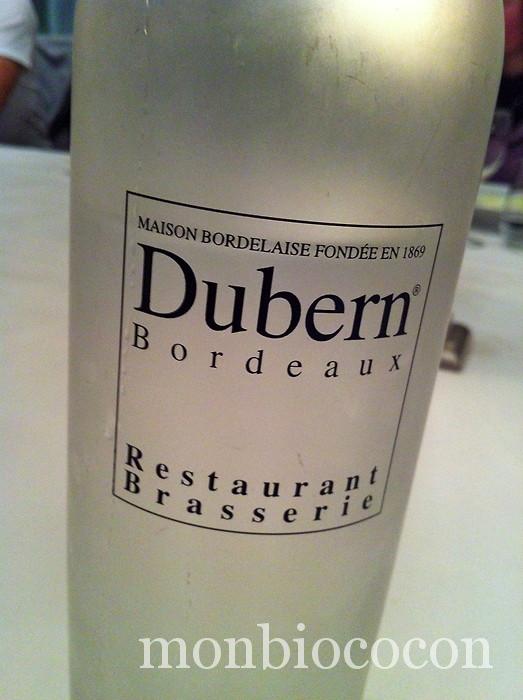 MAISON BORDELAISE FONDÉE EN 1869
Dubern®
Bordeaux
Restaurant
Brasserie
monbiococon